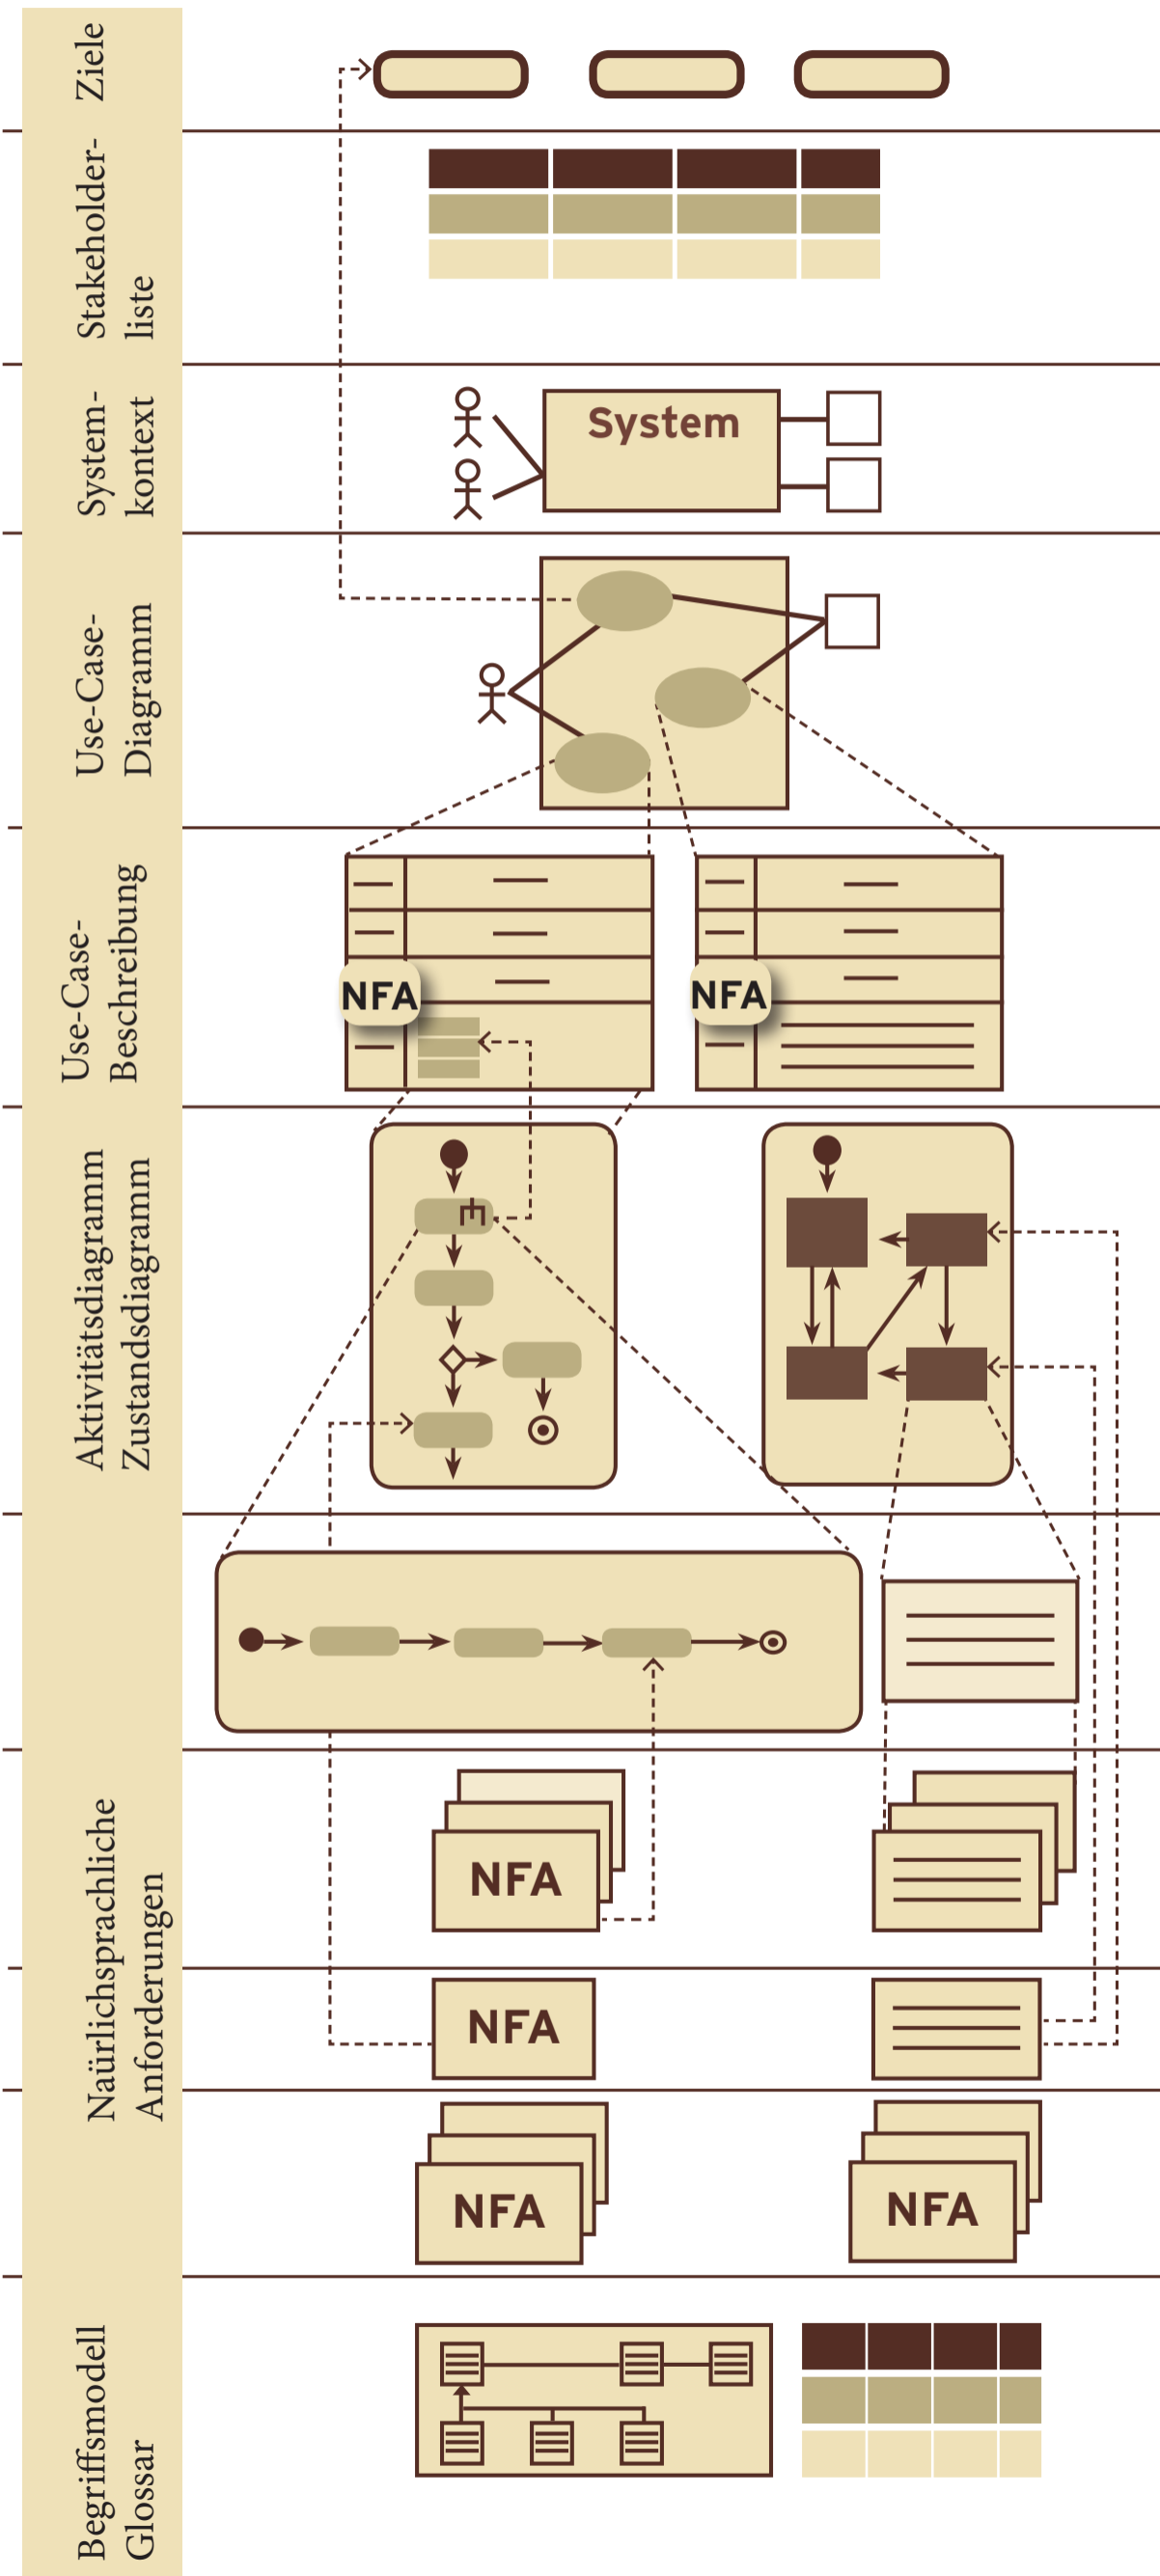 Ziele
Stakeholder-
liste
System-
kontext
System
Use-Case-
Diagramm
Use-Case-
Beschreibung
NFA
NFA
Aktivitätsdiagramm
Zustandsdiagramm
Naürlichsprachliche
Anforderungen
NFA
NFA
NFA
NFA
Begriffsmodell
Glossar